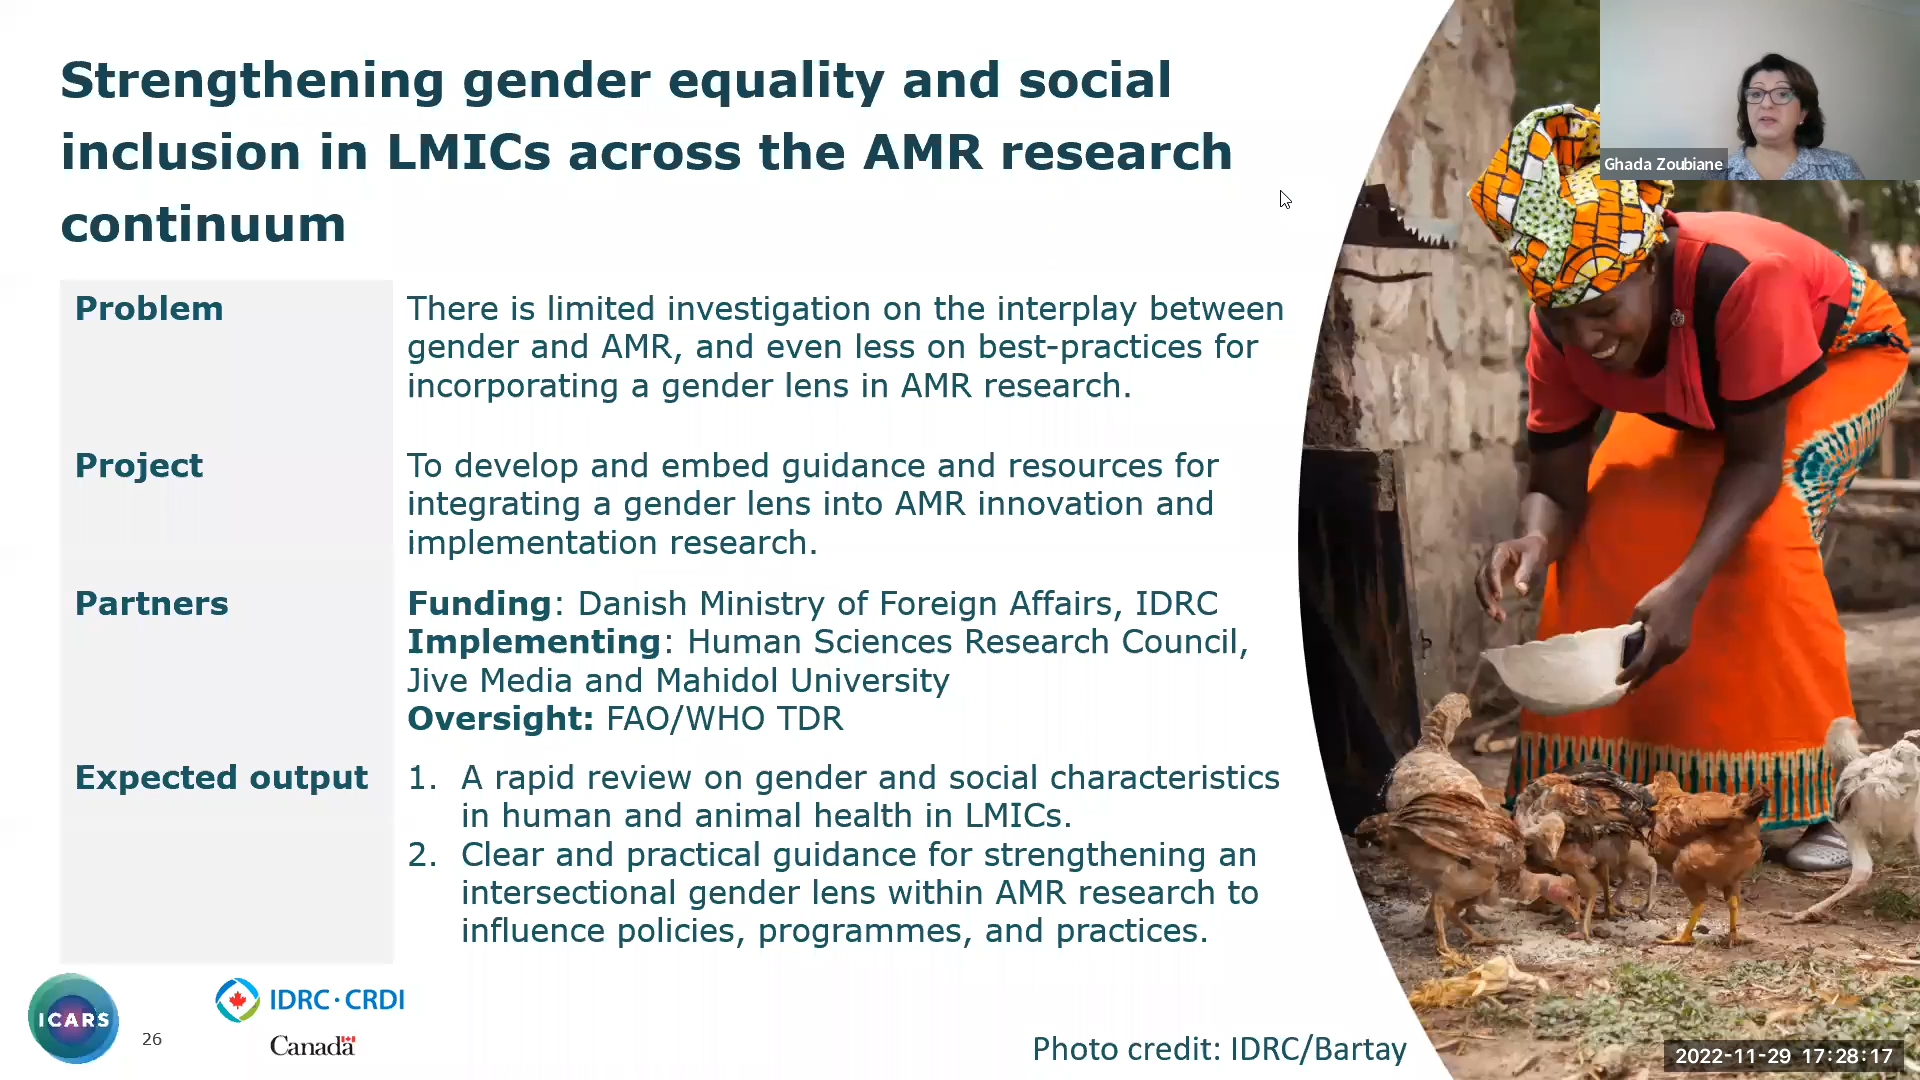 Strengthening gender equality and social
inclusion in LMICs across the AMR research
continuum
Ghada Zoubiane
Problem
There is limited investigation on the interplay between
gender and AMR, and even less on best-practices for
incorporating a gender lens in AMR research.
Project
To develop and embed guidance and resources for
integrating a gender lens into AMR innovation and
implementation research.
Partners
Funding: Danish Ministry of Foreign Affairs, IDRC
Implementing: Human Sciences Research Council,
Jive Media and Mahidol University
Oversight: FAO/WHO TDR
Expected output
1. A rapid review on gender and social characteristics
in human and animal health in LMICs.
2. Clear and practical guidance for strengthening an
intersectional gender lens within AMR research to
influence policies, programmes, and practices.
ICARS
26
IDRC · CRDI
Canada
Photo credit: IDRC/Bartay
2022-11-29 17:28:17